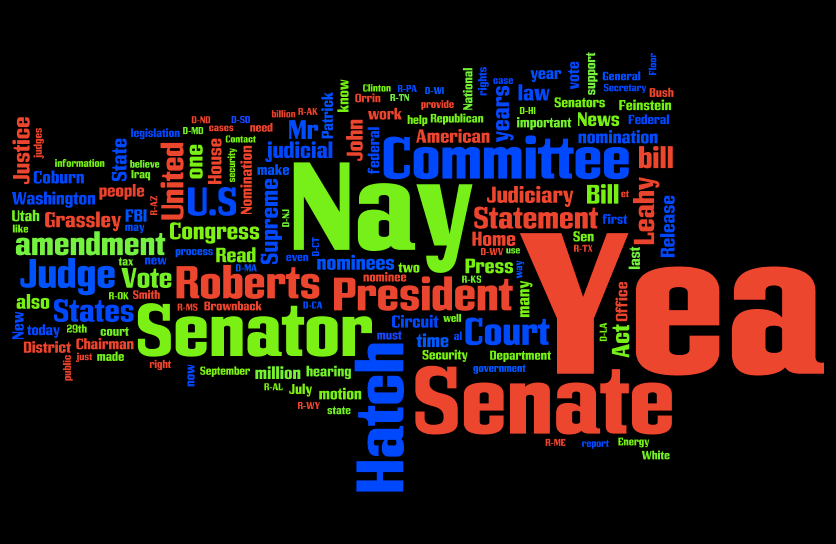 Clinton
R-PA
D-WI
National
rights
case
year
vote
support
General
Secretary
Floor
Bush
Orrin
R-TN
provide
law
Senators
Feinstein
know
Patrick
billion
R-AK
work
help
Republican
years
D-HI
important
News
Federal
D-ND
D-SD
cases
need
Mr
John
federal
American
nomination
Justice
judges
legislation
D-MD
House
Contact
security
Nomination
judicial
Committee
bill
information
State
believe
Iraq
United
one
make
Nay
Judiciary
Bill
et
Leahy
Coburn
Washington
people
R-AZ
U.S
Supreme
D-NJ
Statement
first
Release
Utah
like
Grassley
FBI
may
Congress
D-CT
Home
Sen
R-TX
D-WV
use
last
amendment
process
Read
even
nominees
two
Press
way
Yea
tax
new
D-MA
nominee
R-KS
many
Judge
Vote
Roberts
President
Office
R-OK
Smith
R-MS
Brownback
D-CA
also
States
Senator
Circuit
well
Court
D-LA
Act
New
today
29th
court
must
time
al
District
Chairman
public
just
made
right
Hatch
Security
Department
government
now
September
million
hearing
R-AL
July
motion
Senate
R-WY
state
R-ME
report
Energy
White